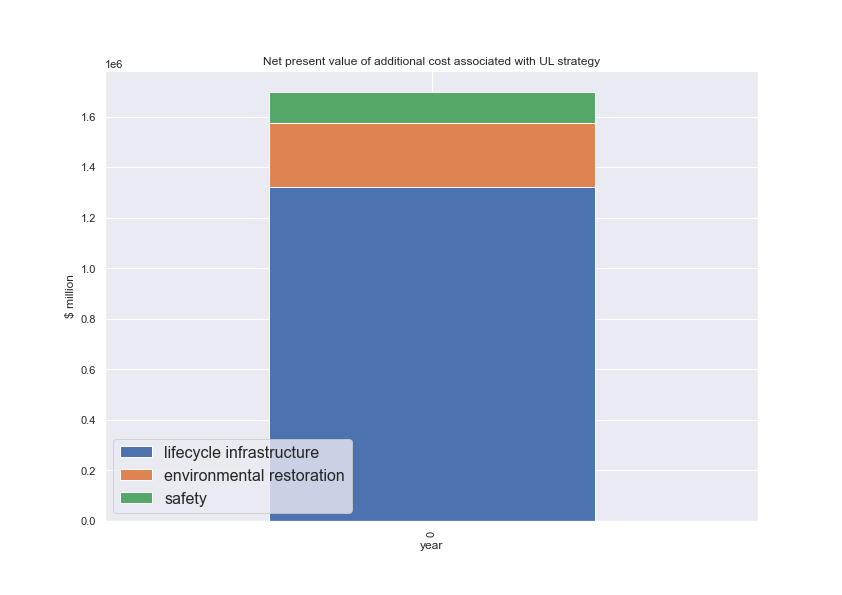 Net present value of additional cost associated with UL strategy
1e6
1.6
1.4
1.2
1.0
0.8
0.6
0.4
0.2
0.0
$ million
lifecycle infrastructure
environmental restoration
safety
0
year